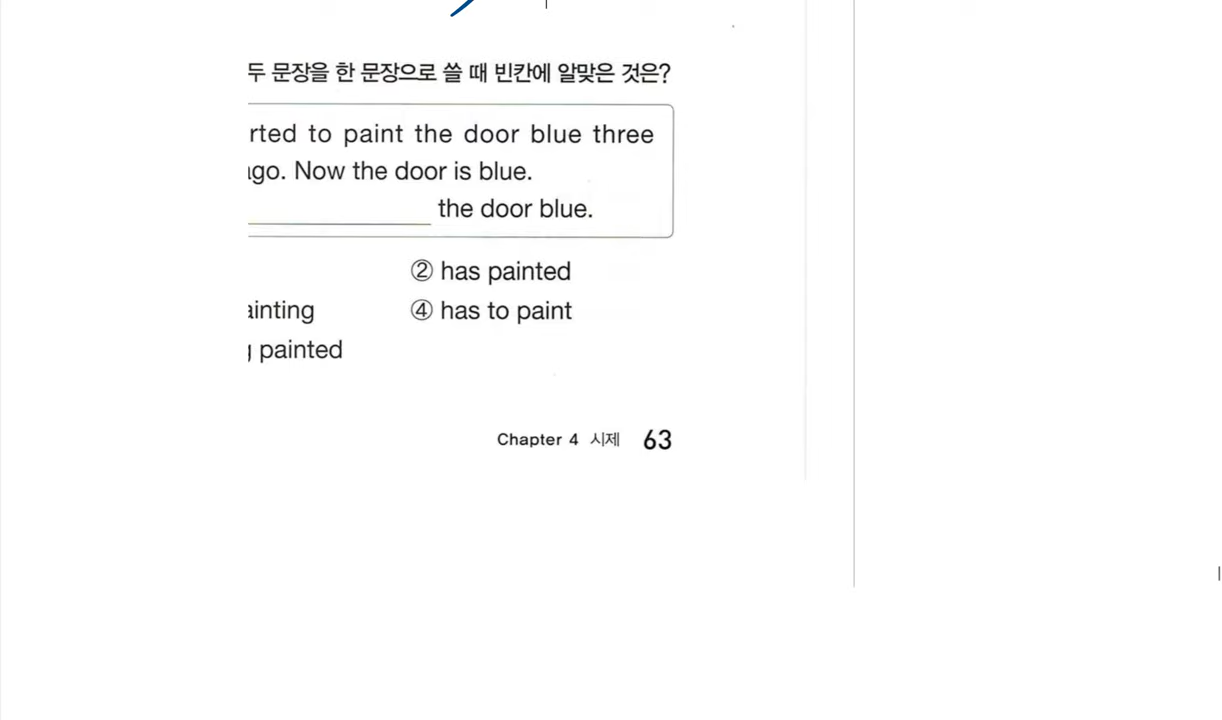 두 문장을 한 문장으로 쓸 때 빈칸에 알맞은 것은?
rted to paint the door blue three
ago. Now the door is blue.
the door blue.
② has painted
ainting ④ has to paint
g painted
Chapter 4 시제 63